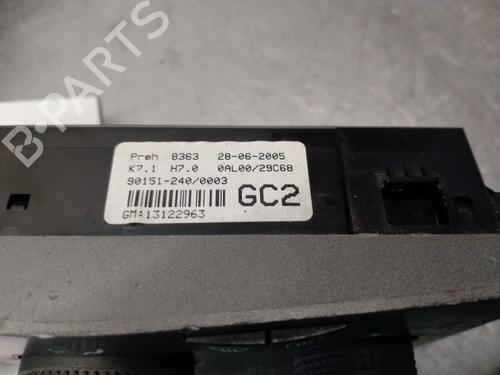 Preh 8363 28-06-2005
K7.1 H7.0 0AL00/29C68
90151-240/0003
GC2
GM:13122963
B-PARTS